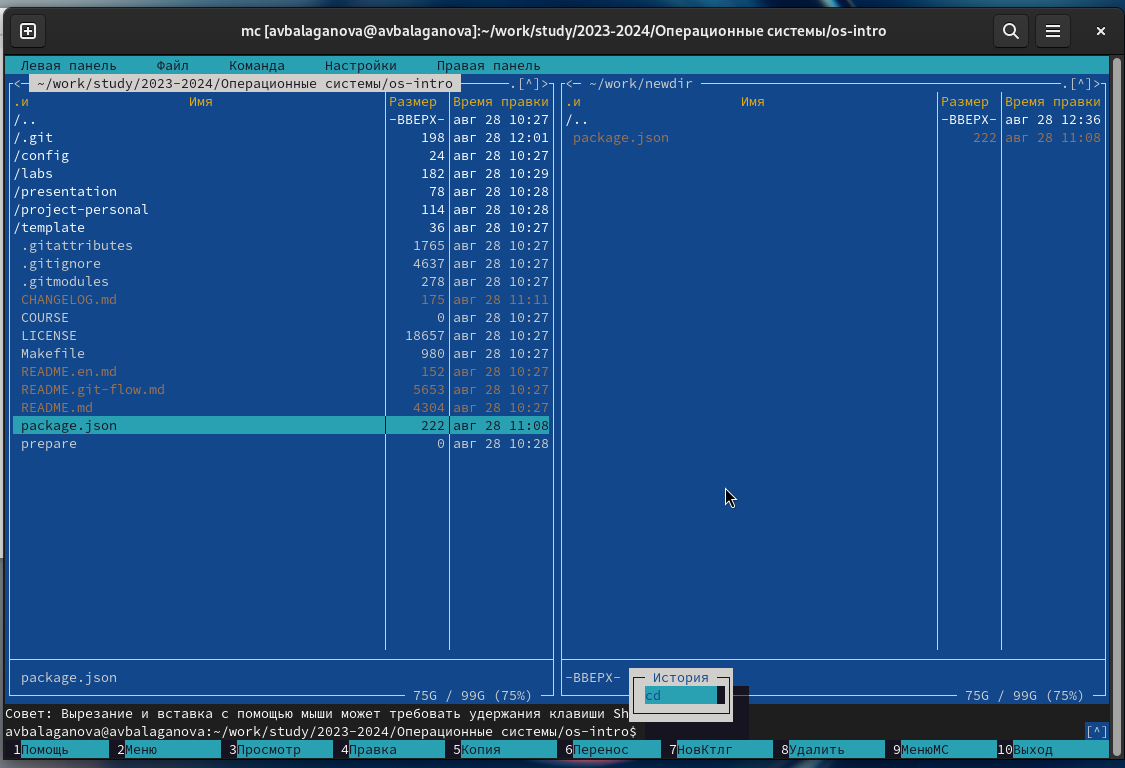 mc [avbalaganova@avbalaganova]:~/work/study/2023-2024/Операционные системы/os-intro
Левая панель Файл Команда Настройки Правая панель
<— ~/work/study/2023-2024/Операционные системы/os-intro .[^]> <— ~/work/newdir .[^]>
.и Имя Размер Время правки .и Имя Размер Время правки
/.. -ВВЕРХ- авг 28 10:27 /.. -ВВЕРХ- авг 28 12:36
/.git 198 авг 28 12:01 package.json 222 авг 28 11:08
/config 24 авг 28 10:27
/labs 182 авг 28 10:29
/presentation 78 авг 28 10:28
/project-personal 114 авг 28 10:28
/template 36 авг 28 10:27
.gitattributes 1765 авг 28 10:27
.gitignore 4637 авг 28 10:27
.gitmodules 278 авг 28 10:27
CHANGELOG.md 175 авг 28 11:11
COURSE 0 авг 28 10:27
LICENSE 18657 авг 28 10:27
Makefile 980 авг 28 10:27
README.en.md 152 авг 28 10:27
README.git-flow.md 5653 авг 28 10:27
README.md 4304 авг 28 10:27
package.json 222 авг 28 11:08
prepare 0 авг 28 10:28
package.json -ВВЕРХ-
История
cd
75G / 99G (75%) 75G / 99G (75%)
Совет: Вырезание и вставка с помощью мыши может требовать удержания клавиши Sh
avbalaganova@avbalaganova:~/work/study/2023-2024/Операционные системы/os-intro$ [^]
1Помощь 2Меню 3Просмотр 4Правка 5Копия 6Перенос 7НовКтлг 8Удалить 9МенюMC 10Выход